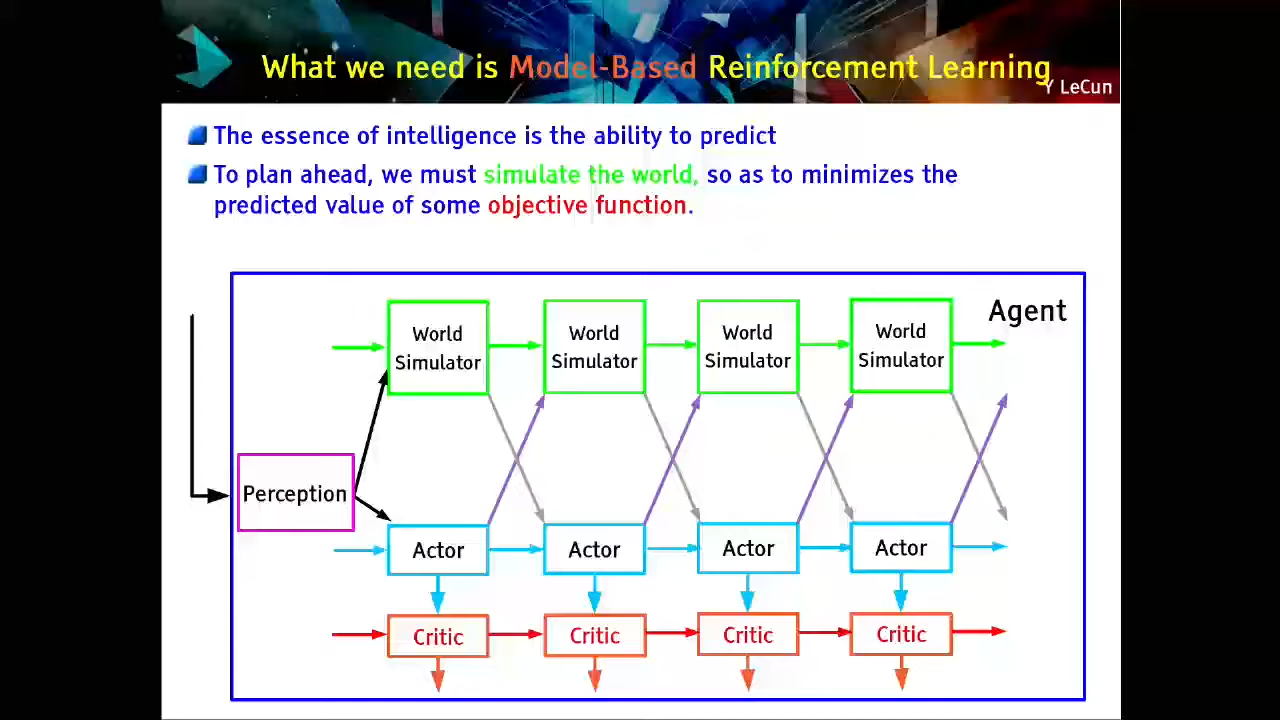 What we need is Model-Based Reinforcement Learning
Y LeCun
The essence of intelligence is the ability to predict
To plan ahead, we must simulate the world, so as to minimizes the
predicted value of some objective function.
Agent
World
Simulator
World
Simulator
World
Simulator
World
Simulator
Perception
Actor
Actor
Actor
Actor
Critic
Critic
Critic
Critic